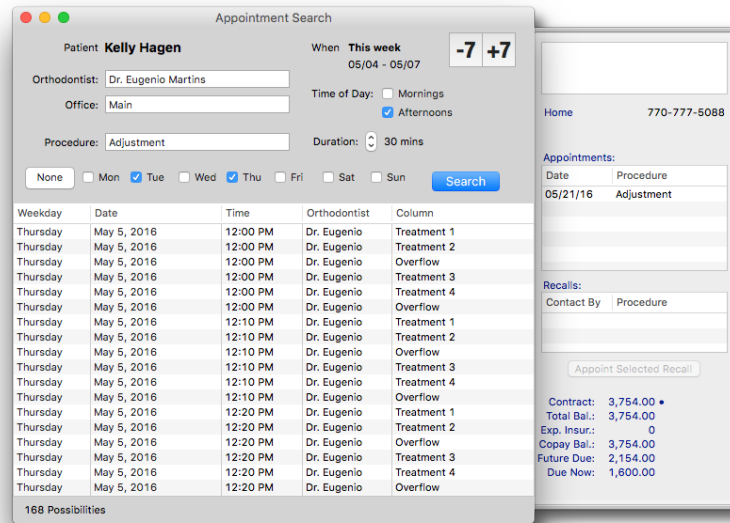 Appointment Search
Patient Kelly Hagen
When This week
05/04 - 05/07
-7 +7
Orthodontist: Dr. Eugenio Martins
Office: Main
Time of Day: Mornings
Afternoons
Procedure: Adjustment
Duration: 30 mins
None Mon Tue Wed Thu Fri Sat Sun Search
Weekday Date Time Orthodontist Column
Thursday May 5, 2016 12:00 PM Dr. Eugenio Treatment 1
Thursday May 5, 2016 12:00 PM Dr. Eugenio Treatment 2
Thursday May 5, 2016 12:00 PM Dr. Eugenio Overflow
Thursday May 5, 2016 12:00 PM Dr. Eugenio Treatment 3
Thursday May 5, 2016 12:00 PM Dr. Eugenio Treatment 4
Thursday May 5, 2016 12:00 PM Dr. Eugenio Overflow
Thursday May 5, 2016 12:10 PM Dr. Eugenio Treatment 1
Thursday May 5, 2016 12:10 PM Dr. Eugenio Treatment 2
Thursday May 5, 2016 12:10 PM Dr. Eugenio Overflow
Thursday May 5, 2016 12:10 PM Dr. Eugenio Treatment 3
Thursday May 5, 2016 12:10 PM Dr. Eugenio Treatment 4
Thursday May 5, 2016 12:10 PM Dr. Eugenio Overflow
Thursday May 5, 2016 12:20 PM Dr. Eugenio Treatment 1
Thursday May 5, 2016 12:20 PM Dr. Eugenio Treatment 2
Thursday May 5, 2016 12:20 PM Dr. Eugenio Overflow
Thursday May 5, 2016 12:20 PM Dr. Eugenio Treatment 3
Thursday May 5, 2016 12:20 PM Dr. Eugenio Treatment 4
Thursday May 5, 2016 12:20 PM Dr. Eugenio Overflow
168 Possibilities
Home 770-777-5088
Appointments:
Date Procedure
05/21/16 Adjustment
Recalls:
Contact By Procedure
Appoint Selected Recall
Contract: 3,754.00 •
Total Bal.: 3,754.00
Exp. Insur.: 0
Copay Bal.: 3,754.00
Future Due: 2,154.00
Due Now: 1,600.00